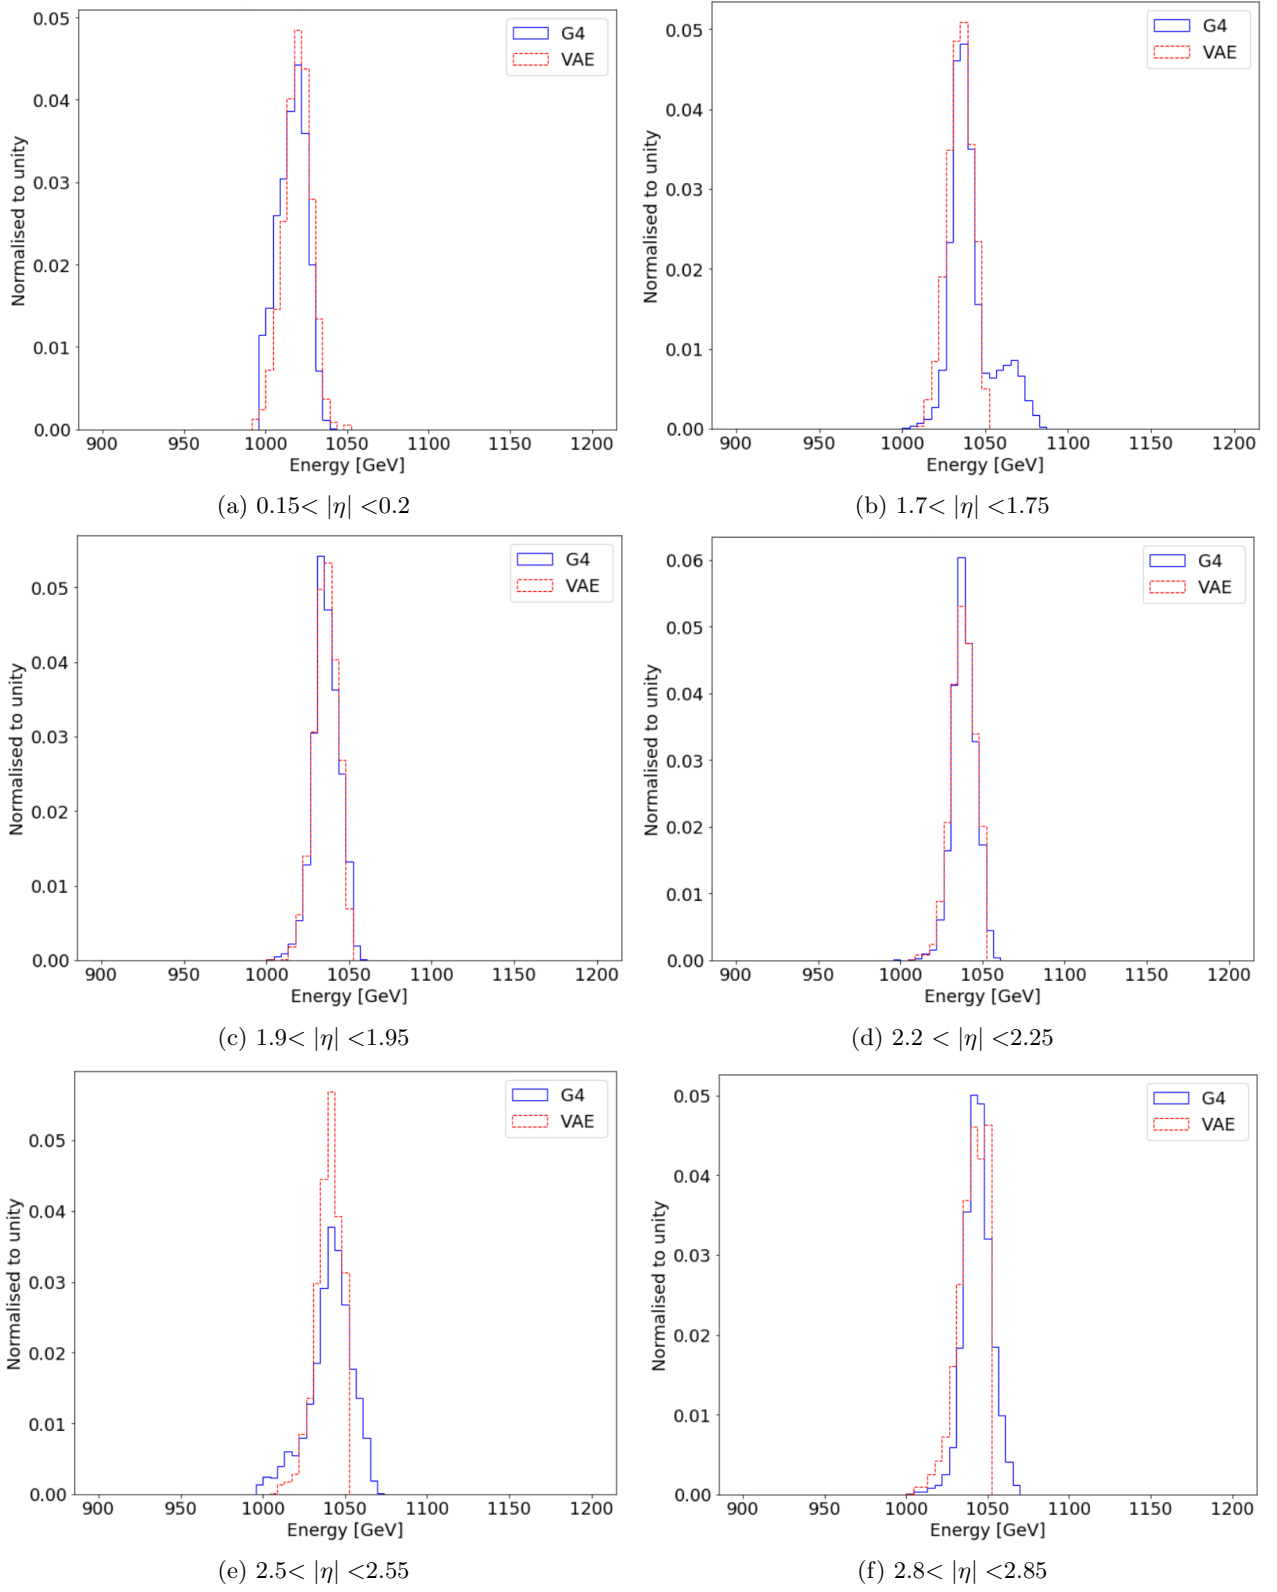 G4
VAE
Normalised to unity
0.05
0.04
0.03
0.02
0.01
0.00
900 950 1000 1050 1100 1150 1200
Energy [GeV]
(a) 0.15< |η| <0.2
G4
VAE
Normalised to unity
0.05
0.04
0.03
0.02
0.01
0.00
900 950 1000 1050 1100 1150 1200
Energy [GeV]
(b) 1.7< |η| <1.75
G4
VAE
Normalised to unity
0.05
0.04
0.03
0.02
0.01
0.00
900 950 1000 1050 1100 1150 1200
Energy [GeV]
(c) 1.9< |η| <1.95
G4
VAE
Normalised to unity
0.06
0.05
0.04
0.03
0.02
0.01
0.00
900 950 1000 1050 1100 1150 1200
Energy [GeV]
(d) 2.2 < |η| <2.25
G4
VAE
Normalised to unity
0.05
0.04
0.03
0.02
0.01
0.00
900 950 1000 1050 1100 1150 1200
Energy [GeV]
(e) 2.5< |η| <2.55
G4
VAE
Normalised to unity
0.05
0.04
0.03
0.02
0.01
0.00
900 950 1000 1050 1100 1150 1200
Energy [GeV]
(f) 2.8< |η| <2.85